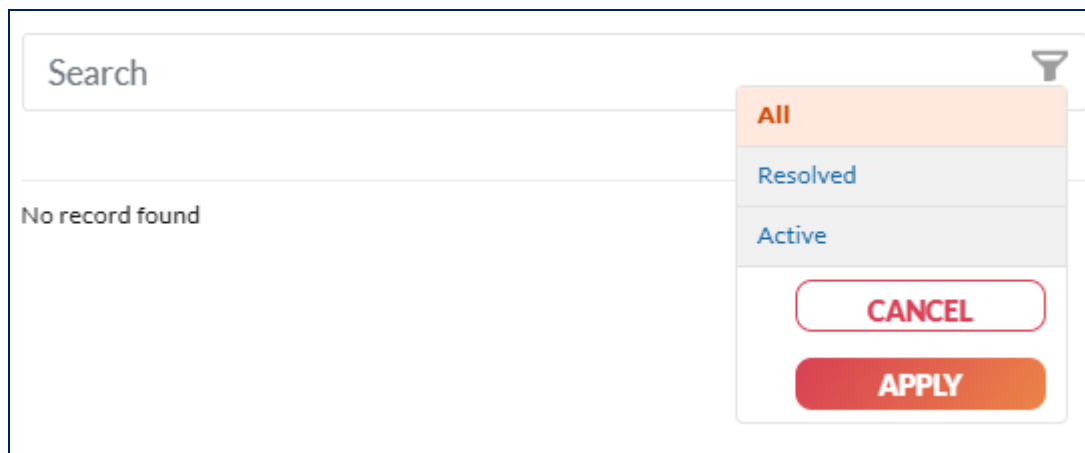 Search
All
Resolved
No record found
Active
CANCEL
APPLY